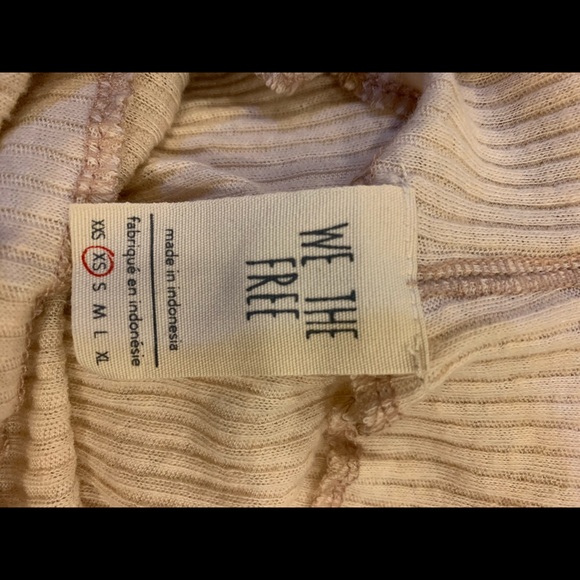 WE THE
FREE
made in indonesia
fabriqué en indonésie
XXS XS S M L XL